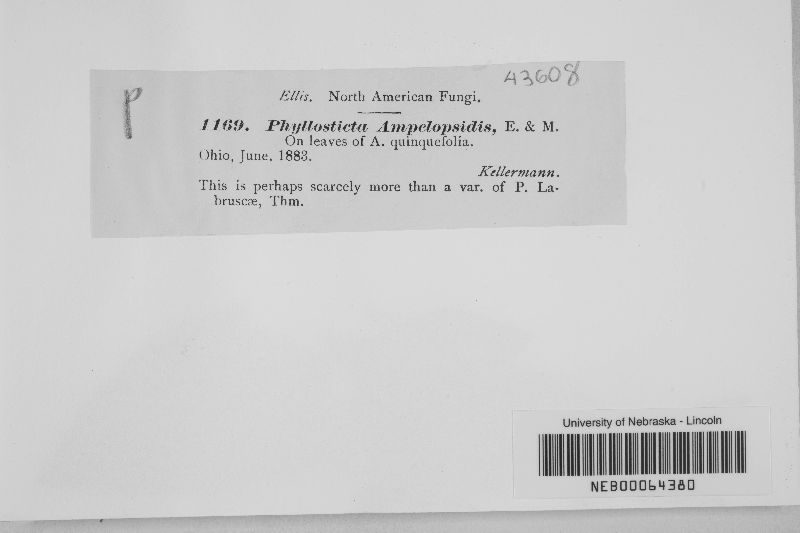 43608
P
Ellis. North American Fungi.
1169. Phyllosticta Ampelopsidis, E. & M.
On leaves of A. quinquefolia.
Ohio, June, 1883.
Kellermann.
This is perhaps scarcely more than a var. of P. La-
bruscæ, Thm.
University of Nebraska - Lincoln
NEB00064380